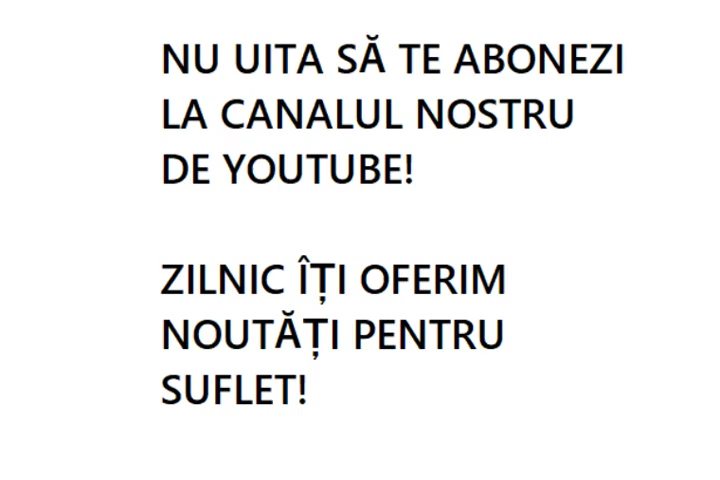 NU UITA SĂ TE ABONEZI
LA CANALUL NOSTRU
DE YOUTUBE!
ZILNIC ÎȚI OFERIM
NOUTĂȚI PENTRU
SUFLET!